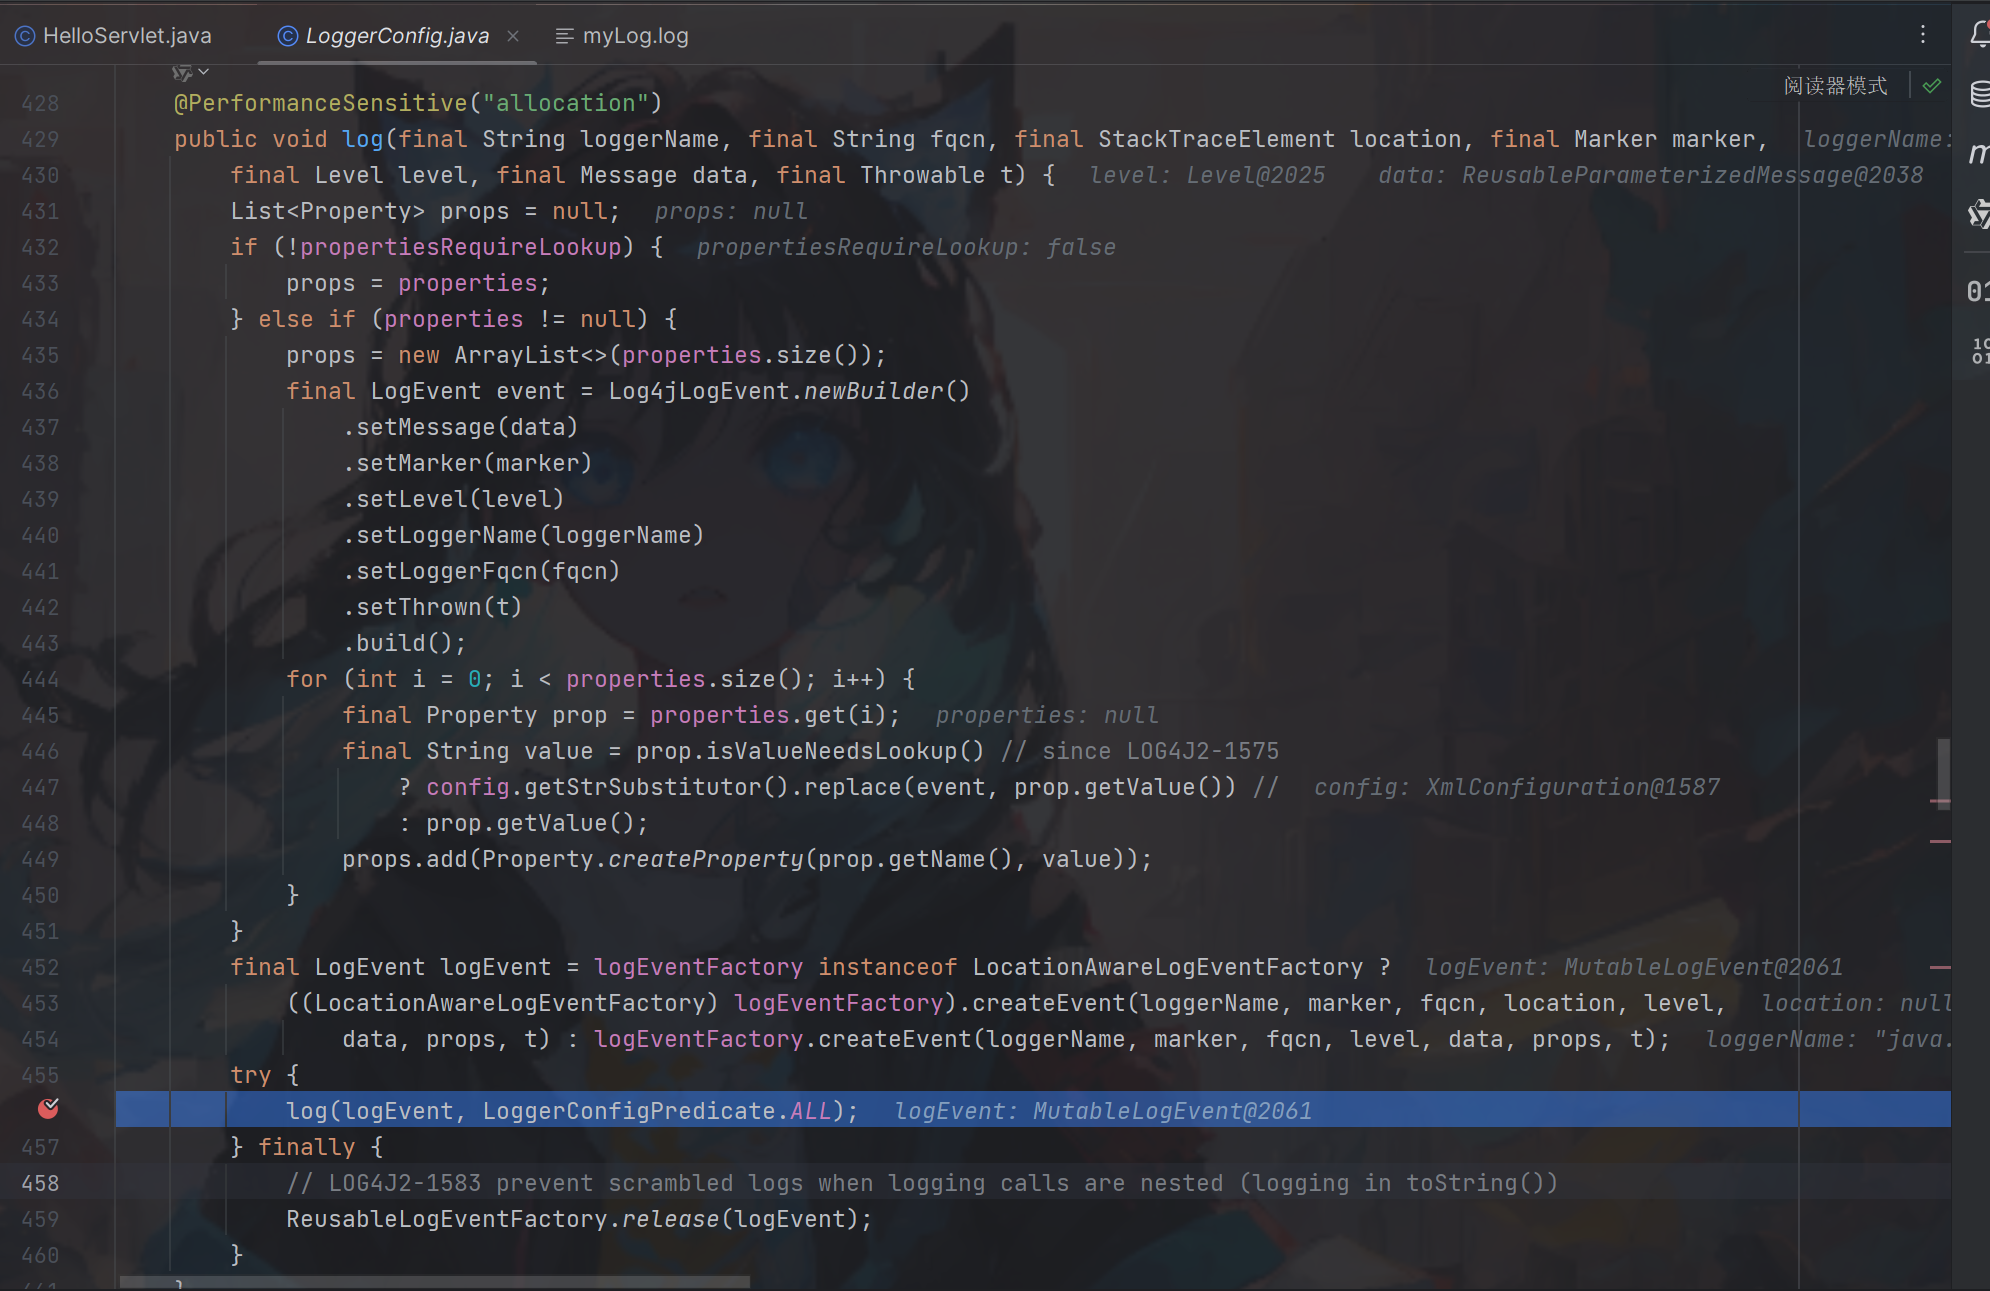 HelloServlet.java LoggerConfig.java myLog.log
阅读器模式
428 @PerformanceSensitive("allocation")
429 public void log(final String loggerName, final String fqcn, final StackTraceElement location, final Marker marker, loggerName:
430 final Level level, final Message data, final Throwable t) { level: Level@2025 data: ReusableParameterizedMessage@2038
431 List<Property> props = null; props: null
432 if (!propertiesRequireLookup) { propertiesRequireLookup: false
433 props = properties;
434 } else if (properties != null) {
435 props = new ArrayList<>(properties.size());
436 final LogEvent event = Log4jLogEvent.newBuilder()
437 .setMessage(data)
438 .setMarker(marker)
439 .setLevel(level)
440 .setLoggerName(loggerName)
441 .setLoggerFqcn(fqcn)
442 .setThrown(t)
443 .build();
444 for (int i = 0; i < properties.size(); i++) {
445 final Property prop = properties.get(i); properties: null
446 final String value = prop.isValueNeedsLookup() // since LOG4J2-1575
447 ? config.getStrSubstitutor().replace(event, prop.getValue()) // config: XmlConfiguration@1587
448 : prop.getValue();
449 props.add(Property.createProperty(prop.getName(), value));
450 }
451 }
452 final LogEvent logEvent = logEventFactory instanceof LocationAwareLogEventFactory ? logEvent: MutableLogEvent@2061
453 ((LocationAwareLogEventFactory) logEventFactory).createEvent(loggerName, marker, fqcn, location, level, location: null
454 data, props, t) : logEventFactory.createEvent(loggerName, marker, fqcn, level, data, props, t); loggerName: "java.
455 try {
log(logEvent, LoggerConfigPredicate.ALL); logEvent: MutableLogEvent@2061
457 } finally {
458 // LOG4J2-1583 prevent scrambled logs when logging calls are nested (logging in toString())
459 ReusableLogEventFactory.release(logEvent);
460 }